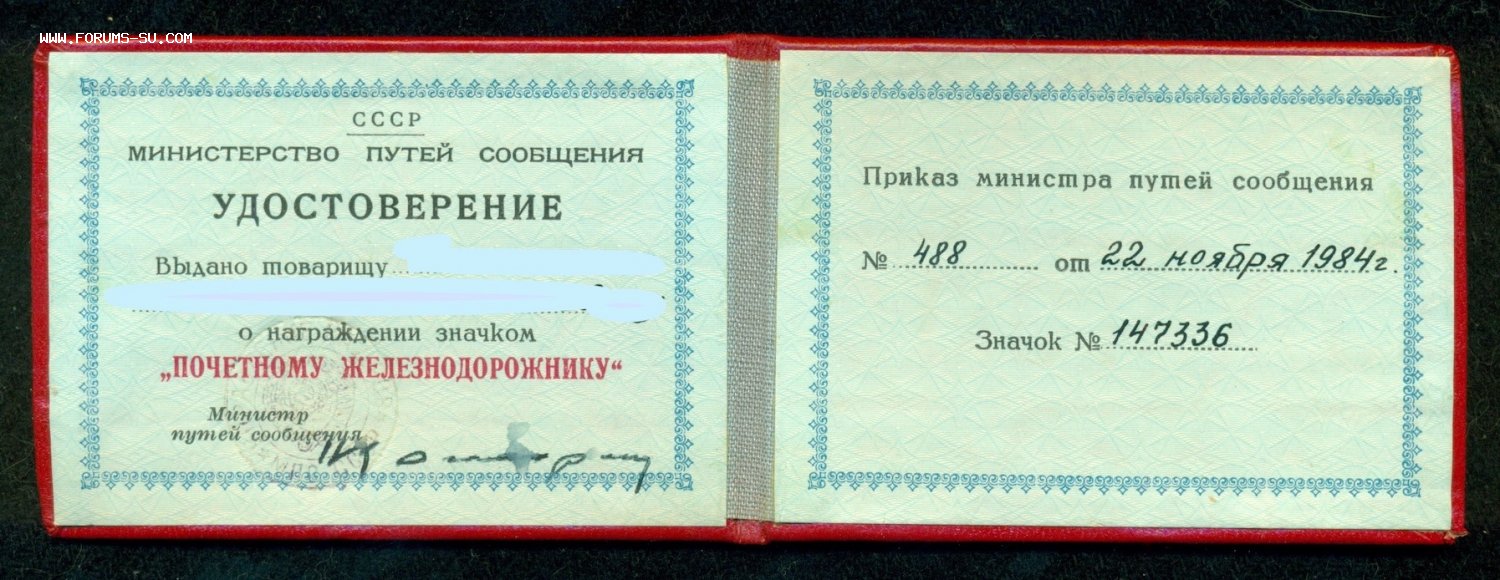 WWW.FORUMS-SU.COM
СССР
МИНИСТЕРСТВО ПУТЕЙ СООБЩЕНИЯ
УДОСТОВЕРЕНИЕ
Выдано товарищу
о награждении значком
„ПОЧЕТНОМУ ЖЕЛЕЗНОДОРОЖНИКУ“
Министр
путей сообщения
Приказ министра путей сообщения
№ 488 от 22 ноября 1984г.
Значок № 147336